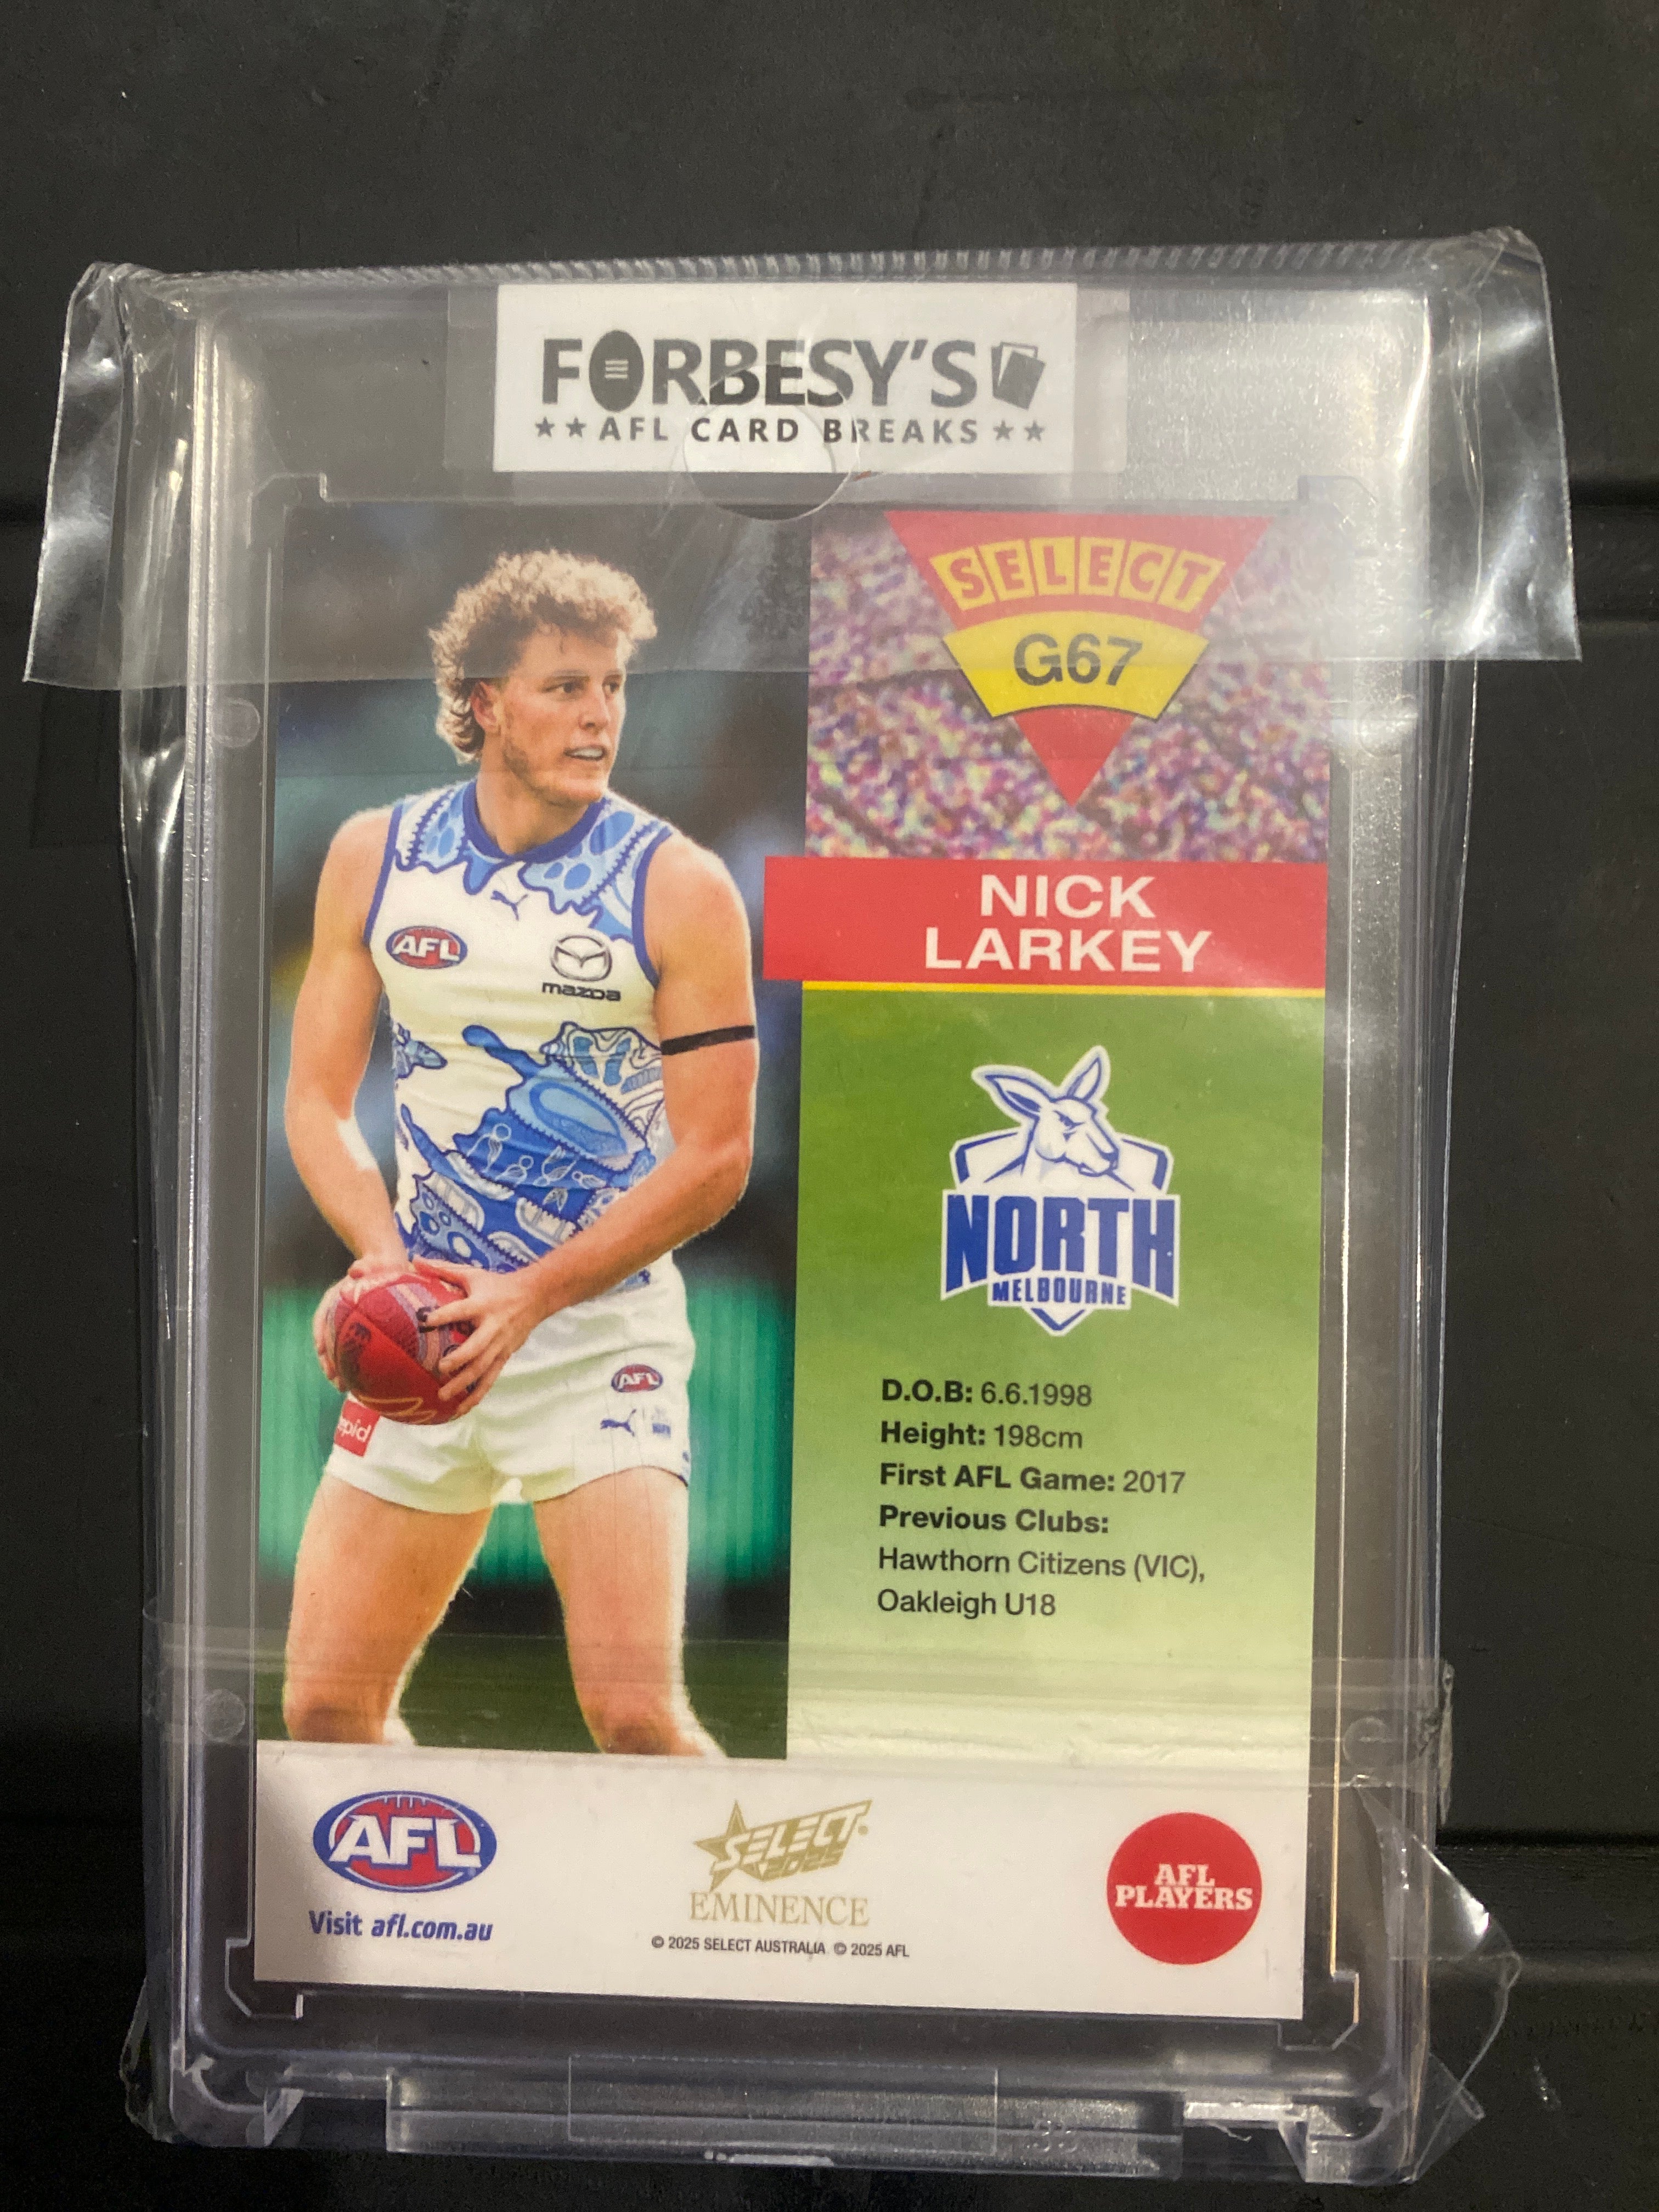 FORBESY'S
AFL CARD BREAKS
SELECT
G67
NICK
LARKEY
AFL
mazda
NORTH
MELBOURNE
AFL
D.O.B: 6.6.1998
Height: 198cm
First AFL Game: 2017
Previous Clubs:
Hawthorn Citizens (VIC),
Oakleigh U18
AFL
Visit afl.com.au
SELECT
2025
EMINENCE
© 2025 SELECT AUSTRALIA © 2025 AFL
AFL
PLAYERS